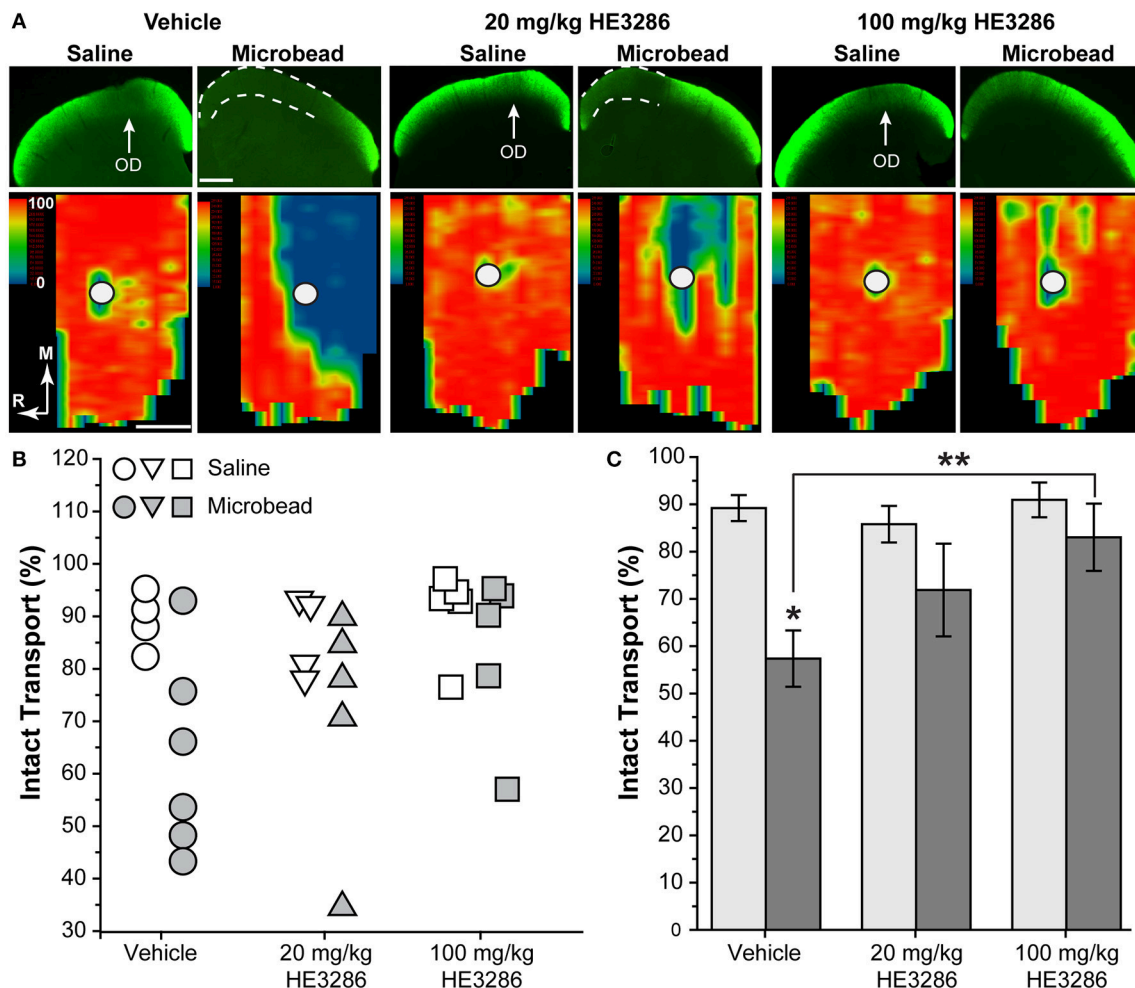 A
Vehicle
20 mg/kg HE3286
100 mg/kg HE3286
Saline
Microbead
Saline
Microbead
Saline
Microbead
OD
OD
OD
100
0
M
R
B
120
110
100
90
80
70
60
50
40
30
Intact Transport (%)
Saline
Microbead
Vehicle
20 mg/kg
HE3286
100 mg/kg
HE3286
C
100
90
80
70
60
50
40
30
20
10
0
Intact Transport (%)
*
**
Vehicle
20 mg/kg
HE3286
100 mg/kg
HE3286